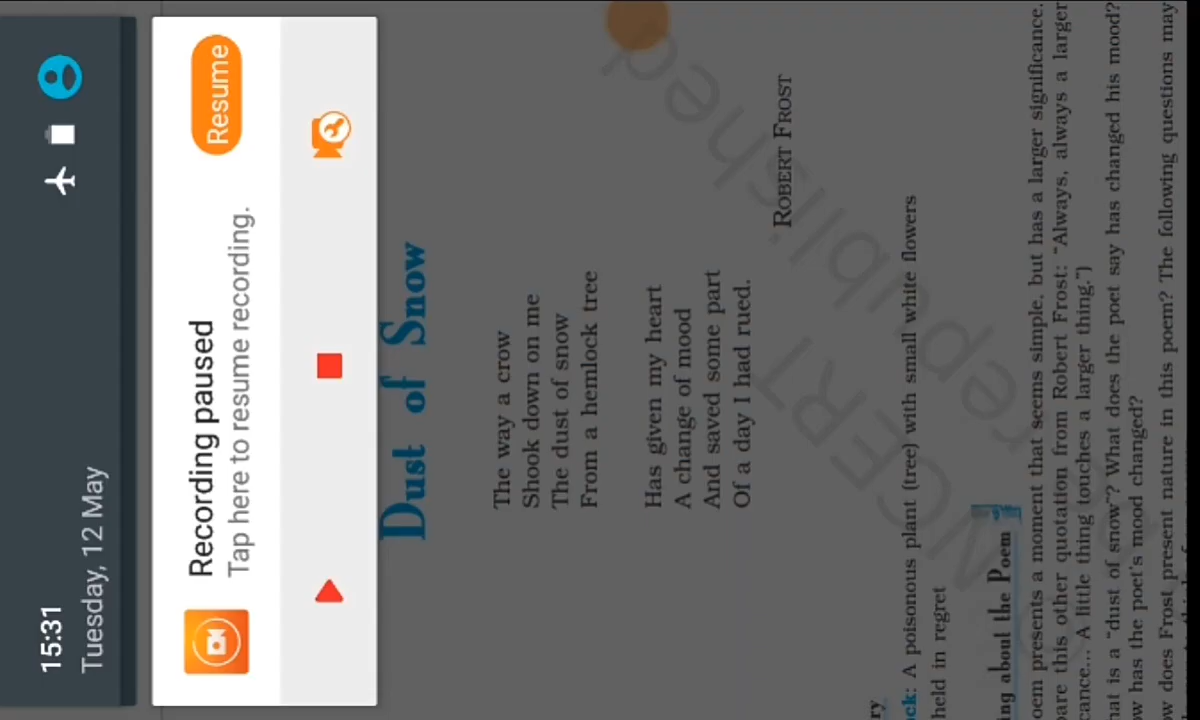 15:31
Tuesday, 12 May
Recording paused
Resume
Tap here to resume recording.
Dust of Snow
The way a crow
Shook down on me
The dust of snow
From a hemlock tree
Has given my heart
A change of mood
And saved some part
Of a day I had rued.
ROBERT FROST
ry
ck: A poisonous plant (tree) with small white flowers
held in regret
ing about the Poem
oem presents a moment that seems simple, but has a larger significance.
are this other quotation from Robert Frost: "Always, always a larger
cance... A little thing touches a larger thing.")
hat is a "dust of snow"? What does the poet say has changed his mood?
w has the poet's mood changed?
ow does Frost present nature in this poem? The following questions may
NCERT
republished